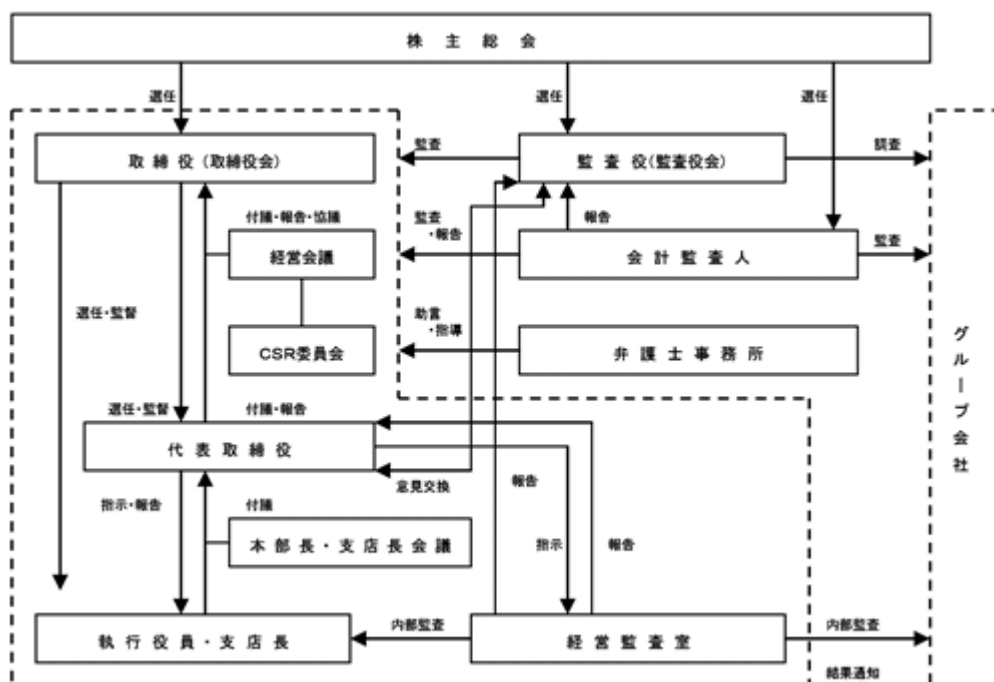 株主総会
選任
選任
選任
取締役(取締役会)
監査
監査役(監査役会)
調査
付議・報告・協議
監査
・報告
報告
経営会議
会計監査人
監査
選任・監督
助言
・指導
CSR委員会
弁護士事務所
グループ会社
選任・監督
付議・報告
代表取締役
意見交換
報告
指示・報告
付議
本部長・支店長会議
指示
報告
執行役員・支店長
内部監査
経営監査室
内部監査
結果通知